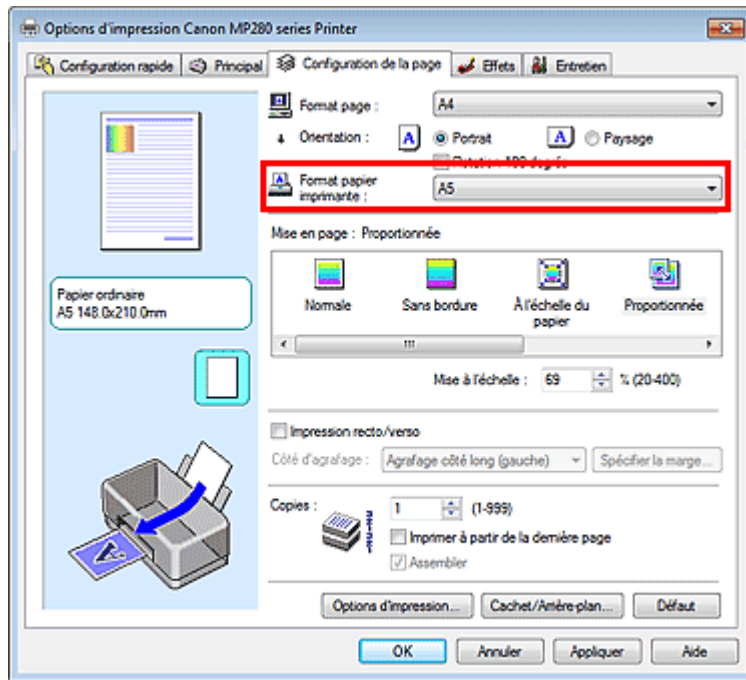 Options d'impression Canon MP280 series Printer
Configuration rapide Principal Configuration de la page Effets Entretien
Format page : A4
Orientation : A Portrait A Paysage
Rotation 180 degrés
Format papier imprimante : A5
Mise en page : Proportionnée
Normale Sans bordure À l'échelle du papier Proportionnée
Papier ordinaire
A5 148.0x210.0mm
Mise à l'échelle : 69 % (20-400)
Impression recto/verso
Côté d'agrafage : Agrafage côté long (gauche) Spécifier la marge...
Copies : 1 (1-999)
Imprimer à partir de la dernière page
Assembler
Options d'impression... Cachet/Arrière-plan... Défaut
OK Annuler Appliquer Aide